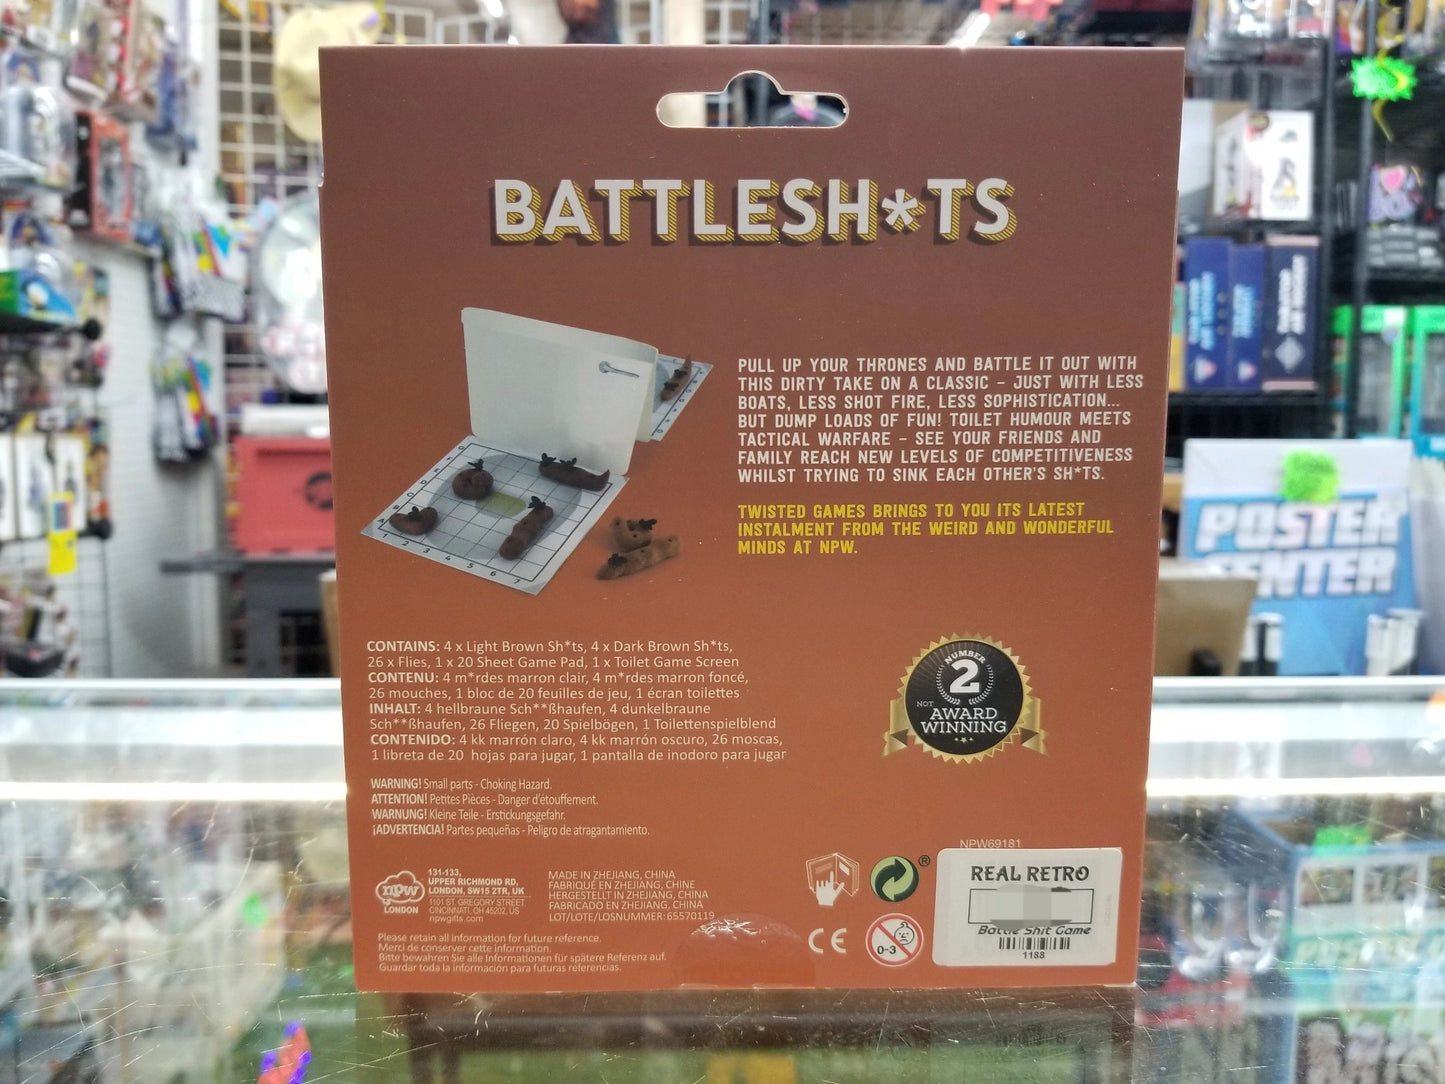 BATTLESH*TS
PULL UP YOUR THRONES AND BATTLE IT OUT WITH
THIS DIRTY TAKE ON A CLASSIC – JUST WITH LESS
BOATS, LESS SHOT FIRE, LESS SOPHISTICATION...
BUT DUMP LOADS OF FUN! TOILET HUMOUR MEETS
TACTICAL WARFARE – SEE YOUR FRIENDS AND
FAMILY REACH NEW LEVELS OF COMPETITIVENESS
WHILST TRYING TO SINK EACH OTHER'S SH*TS.
TWISTED GAMES BRINGS TO YOU ITS LATEST
INSTALMENT FROM THE WEIRD AND WONDERFUL
MINDS AT NPW.
1 2 3 4 5 6 7
CONTAINS: 4 x Light Brown Sh*ts, 4 x Dark Brown Sh*ts,
26 x Flies, 1 x 20 Sheet Game Pad, 1 x Toilet Game Screen
CONTENU: 4 m*rdes marron clair, 4 m*rdes marron foncé,
26 mouches, 1 bloc de 20 feuilles de jeu, 1 écran toilettes
INHALT: 4 hellbraune Sch**ßhaufen, 4 dunkelbraune
Sch**ßhaufen, 26 Fliegen, 20 Spielbögen, 1 Toilettenspielblend
CONTENIDO: 4 kk marrón claro, 4 kk marrón oscuro, 26 moscas,
1 libreta de 20 hojas para jugar, 1 pantalla de inodoro para jugar
NUMBER
2
NOT
AWARD
WINNING
WARNING! Small parts - Choking Hazard.
ATTENTION! Petites Pièces - Danger d'étouffement.
WARNUNG! Kleine Teile - Erstickungsgefahr.
¡ADVERTENCIA! Partes pequeñas - Peligro de atragantamiento.
npw
LONDON
131-133,
UPPER RICHMOND RD,
LONDON, SW15 2TR, UK
1101 ST. GREGORY STREET
CINCINNATI, OH 45202, US
npwgifts.com
MADE IN ZHEJIANG, CHINA
FABRIQUÉ EN ZHEJIANG, CHINE
HERGESTELLT IN ZHEJIANG, CHINA
FABRICADO EN ZHEJIANG, CHINA
LOT/LOTE/LOSNUMMER: 65570119
Please retain all information for future reference.
Merci de conserver cette information.
Bitte bewahren Sie alle Informationen für spätere Referenz auf.
Guardar toda la información para futuras referencias.
®
CE
0-3
NPW69181
REAL RETRO
Battle Shit Game
1188
POSTER
CENTER